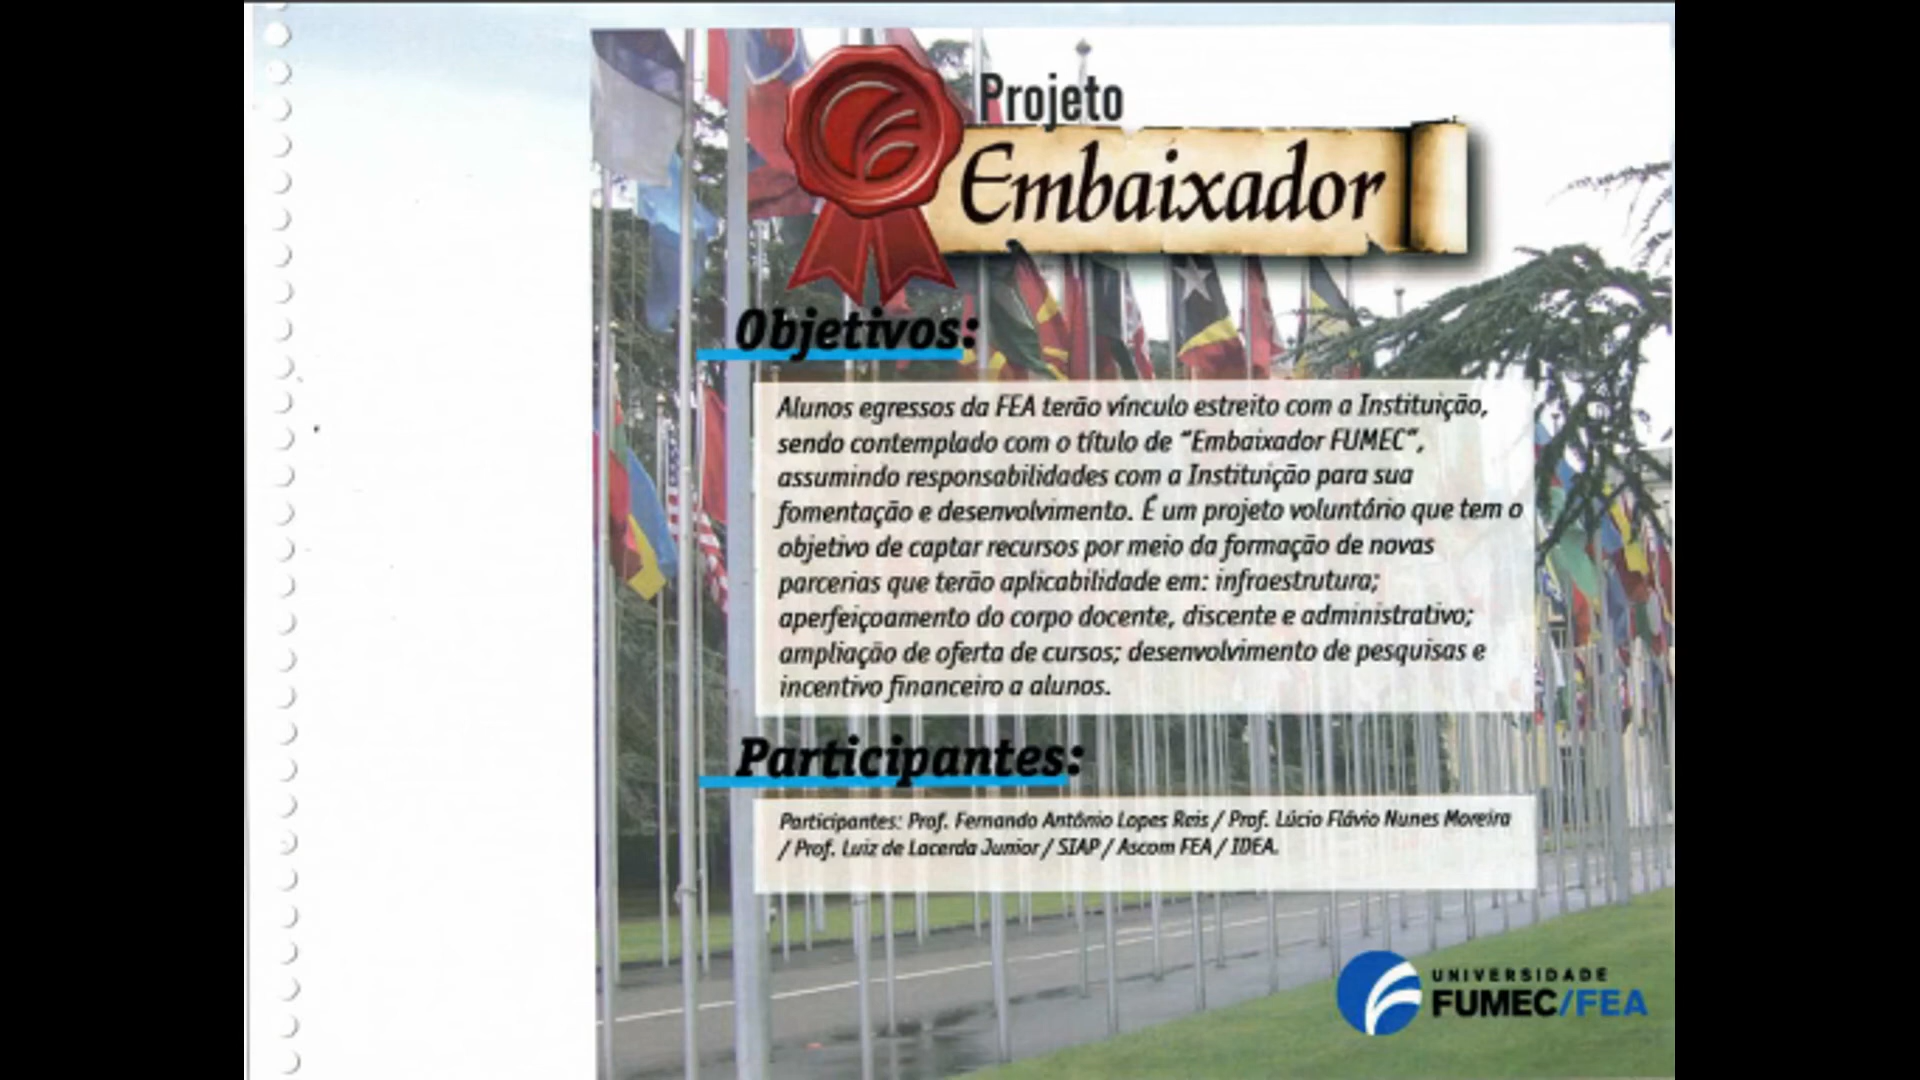 Projeto
Embaixador
Objetivos:
Alunos egressos da FEA terão vínculo estreito com a Instituição,
sendo contemplado com o título de "Embaixador FUMEC",
assumindo responsabilidades com a Instituição para sua
fomentação e desenvolvimento. É um projeto voluntário que tem o
objetivo de captar recursos por meio da formação de novas
parcerias que terão aplicabilidade em: infraestrutura;
aperfeiçoamento do corpo docente, discente e administrativo;
ampliação de oferta de cursos; desenvolvimento de pesquisas e
incentivo financeiro a alunos.
Participantes:
Participantes: Prof. Fernando Antônio Lopes Reis / Prof. Lúcio Flávio Nunes Moreira
/ Prof. Luiz de Lacerda Junior / SIAP / Ascom FEA / IDEA.
UNIVERSIDADE
FUMEC/FEA